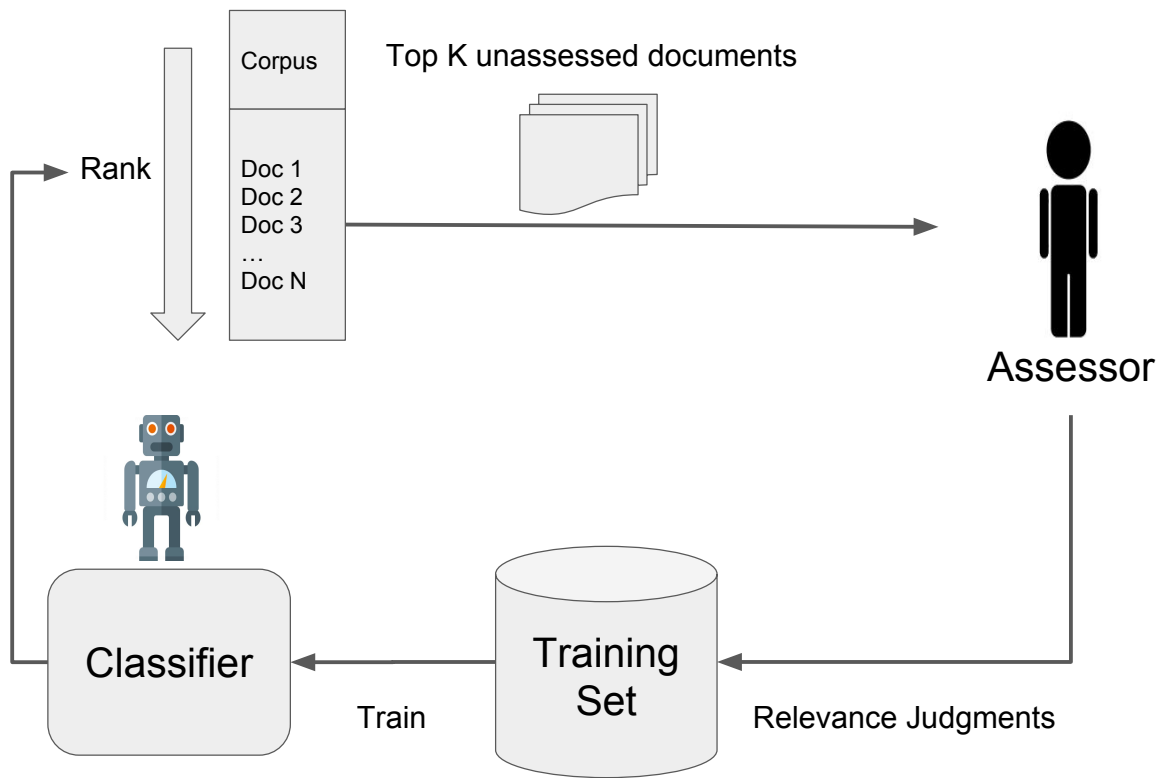 Corpus
Top K unassessed documents
Rank
Doc 1
Doc 2
Doc 3
…
Doc N
Assessor
Classifier
Training
Set
Train
Relevance Judgments